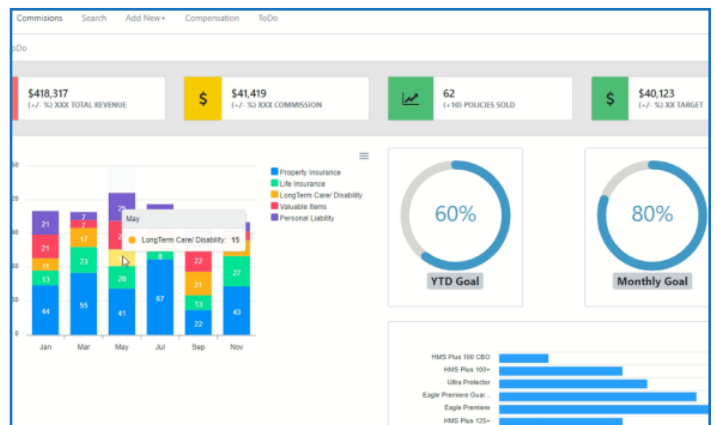 Commisions Search Add New+ Compensation ToDo
oDo
$418,317
(+/- %) XXX TOTAL REVENUE
$
$41,419
(+/- %) XXX COMMISSION
62
(+10) POLICIES SOLD
$
$40,123
(+/- %) XX TARGET
Property Insurance
Life Insurance
LongTerm Care/ Disability
Valuable Items
Personal Liability
May
LongTerm Care/ Disability: 15
21
21
11
13
44
7
7
17
23
55
20
41
8
67
22
21
13
22
27
43
0
Jan Mar May Jul Sep Nov
60%
YTD Goal
80%
Monthly Goal
HMS Plus 100 CBO
HMS Plus 100+
Ultra Protector
Eagle Premiere Guar...
Eagle Premiere
HMS Plus 125+